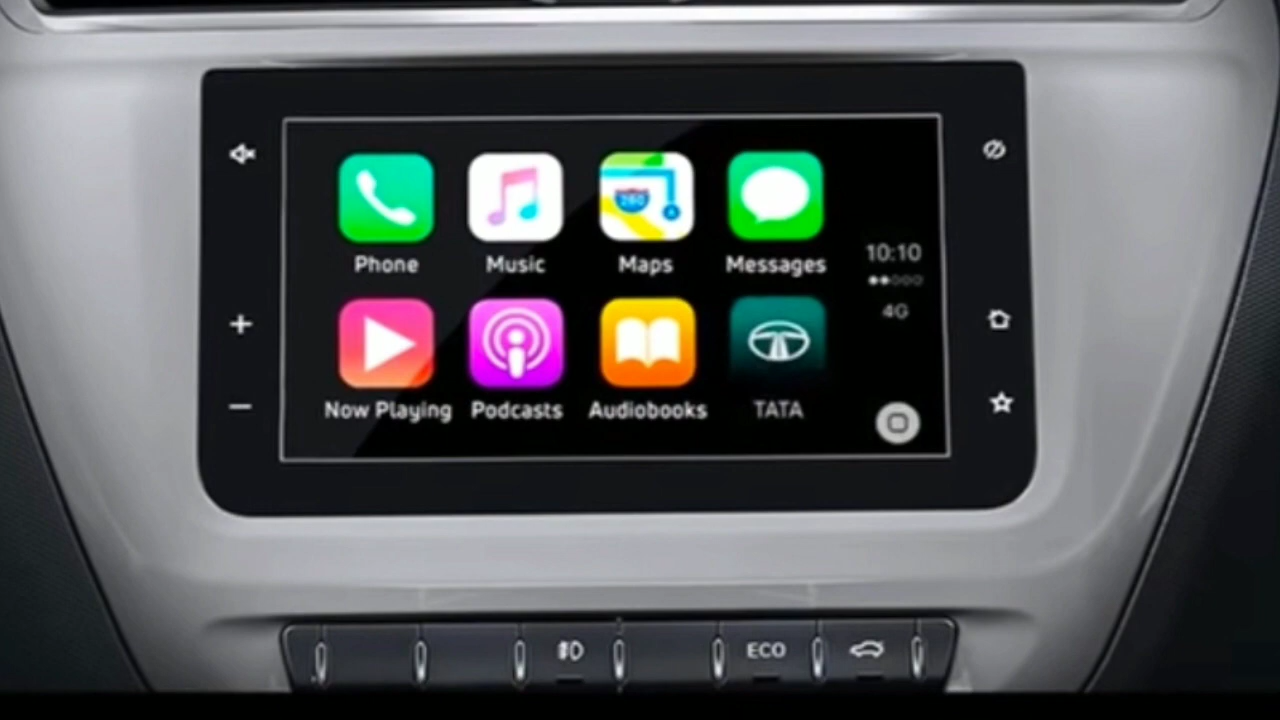 Phone Music Maps Messages
10:10
4G
Now Playing Podcasts Audiobooks TATA
ECO